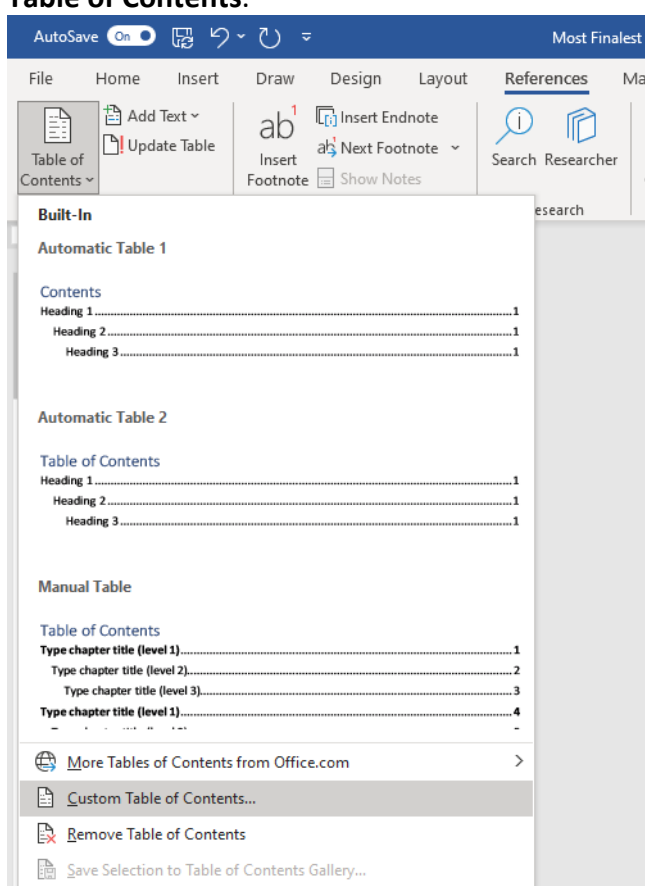 Table of Contents.
AutoSave On Most Finalest
File Home Insert Draw Design Layout References Ma
Table of Contents
Add Text
Update Table
ab1
Insert Footnote
Insert Endnote
ab1 Next Footnote
Show Notes
Search Researcher
esearch
Built-In
Automatic Table 1
Contents
Heading 1 1
Heading 2 1
Heading 3 1
Automatic Table 2
Table of Contents
Heading 1 1
Heading 2 1
Heading 3 1
Manual Table
Table of Contents
Type chapter title (level 1) 1
Type chapter title (level 2) 2
Type chapter title (level 3) 3
Type chapter title (level 1) 4
More Tables of Contents from Office.com
Custom Table of Contents...
Remove Table of Contents
Save Selection to Table of Contents Gallery...